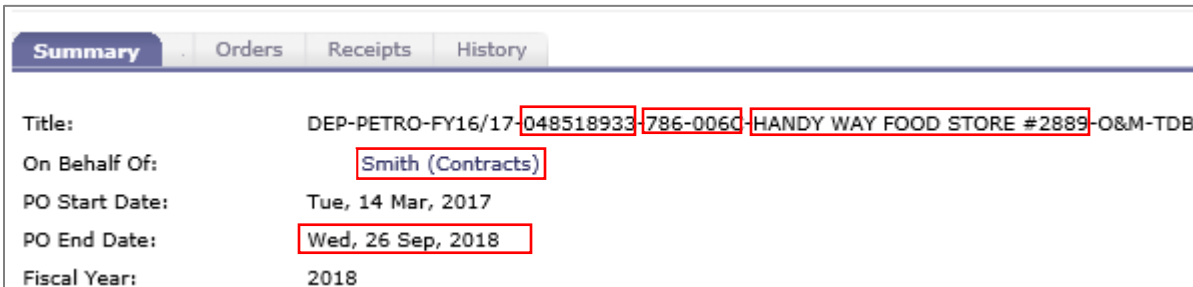 Summary . Orders Receipts History
Title: DEP-PETRO-FY16/17-048518933-786-006C-HANDY WAY FOOD STORE #2889-O&M-TDB
On Behalf Of: Smith (Contracts)
PO Start Date: Tue, 14 Mar, 2017
PO End Date: Wed, 26 Sep, 2018
Fiscal Year: 2018